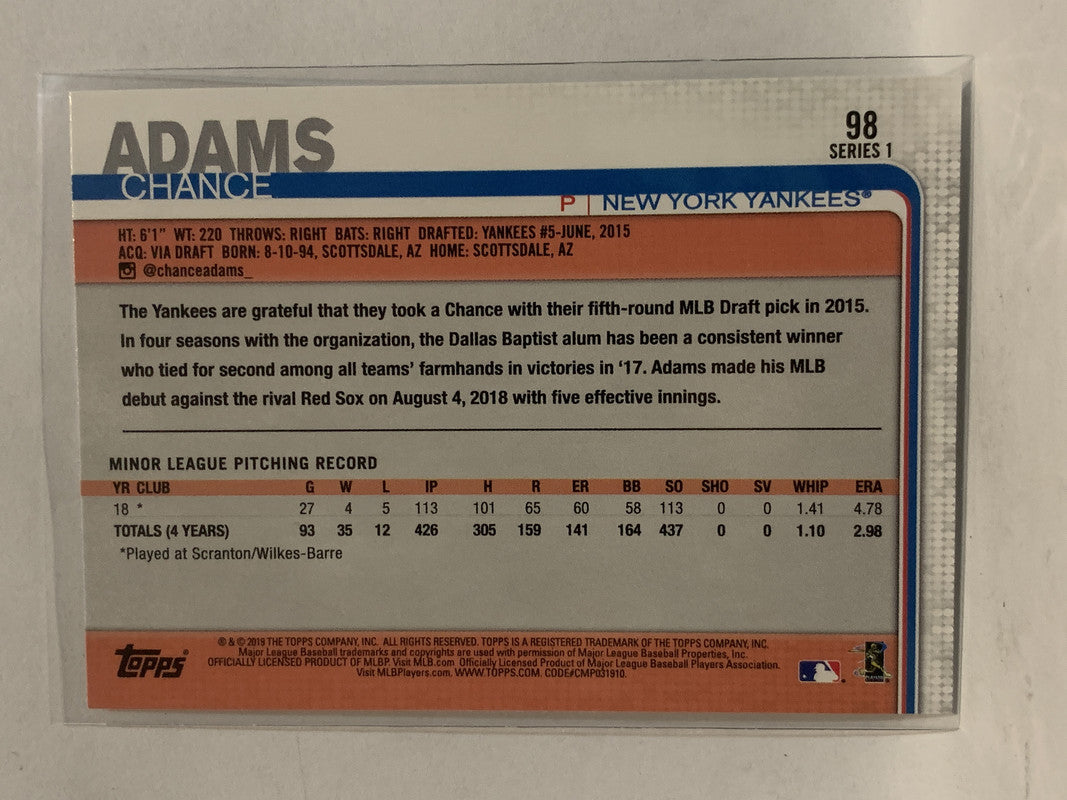 ADAMS
CHANCE
98
SERIES 1
P | NEW YORK YANKEES®
HT: 6'1" WT: 220 THROWS: RIGHT BATS: RIGHT DRAFTED: YANKEES #5-JUNE, 2015
ACQ: VIA DRAFT BORN: 8-10-94, SCOTTSDALE, AZ HOME: SCOTTSDALE, AZ
@chanceadams_
The Yankees are grateful that they took a Chance with their fifth-round MLB Draft pick in 2015.
In four seasons with the organization, the Dallas Baptist alum has been a consistent winner
who tied for second among all teams' farmhands in victories in '17. Adams made his MLB
debut against the rival Red Sox on August 4, 2018 with five effective innings.
MINOR LEAGUE PITCHING RECORD
YR CLUB G W L IP H R ER BB SO SHO SV WHIP ERA
18 * 27 4 5 113 101 65 60 58 113 0 0 1.41 4.78
TOTALS (4 YEARS) 93 35 12 426 305 159 141 164 437 0 0 1.10 2.98
*Played at Scranton/Wilkes-Barre
topps®
® & © 2019 THE TOPPS COMPANY, INC. ALL RIGHTS RESERVED. TOPPS IS A REGISTERED TRADEMARK OF THE TOPPS COMPANY, INC.
Major League Baseball trademarks and copyrights are used with permission of Major League Baseball Properties, Inc.
OFFICIALLY LICENSED PRODUCT OF MLBP. Visit MLB.com Officially Licensed Product of Major League Baseball Players Association.
Visit MLBPlayers.com. WWW.TOPPS.COM. CODE#CMP031910.